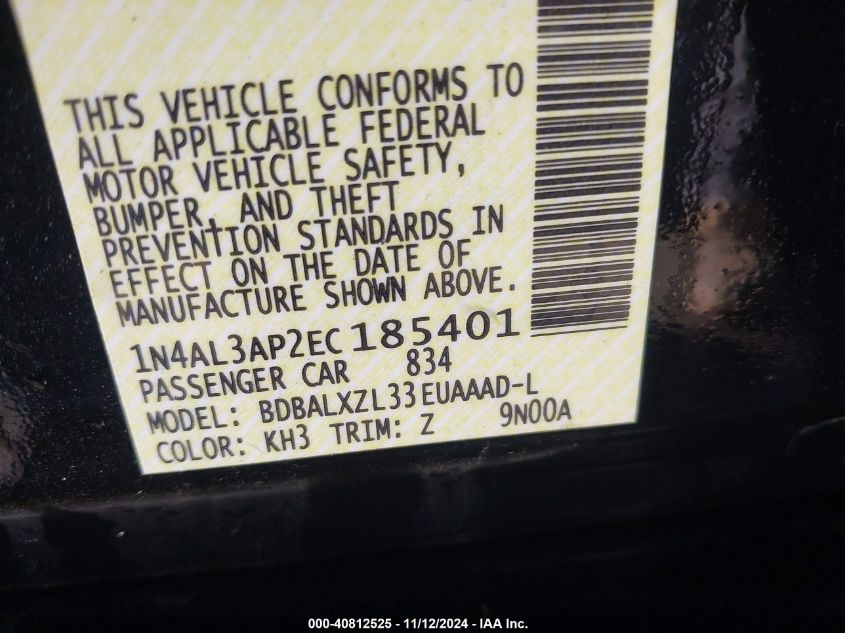 THIS VEHICLE CONFORMS TO
ALL APPLICABLE FEDERAL
MOTOR VEHICLE SAFETY,
BUMPER, AND THEFT
PREVENTION STANDARDS IN
EFFECT ON THE DATE OF
MANUFACTURE SHOWN ABOVE.
1N4AL3AP2EC185401
PASSENGER CAR 834
MODEL: BDBALXZL33EUAAAD-L
COLOR: KH3 TRIM: Z 9N00A
000-40812525 - 11/12/2024 - IAA Inc.